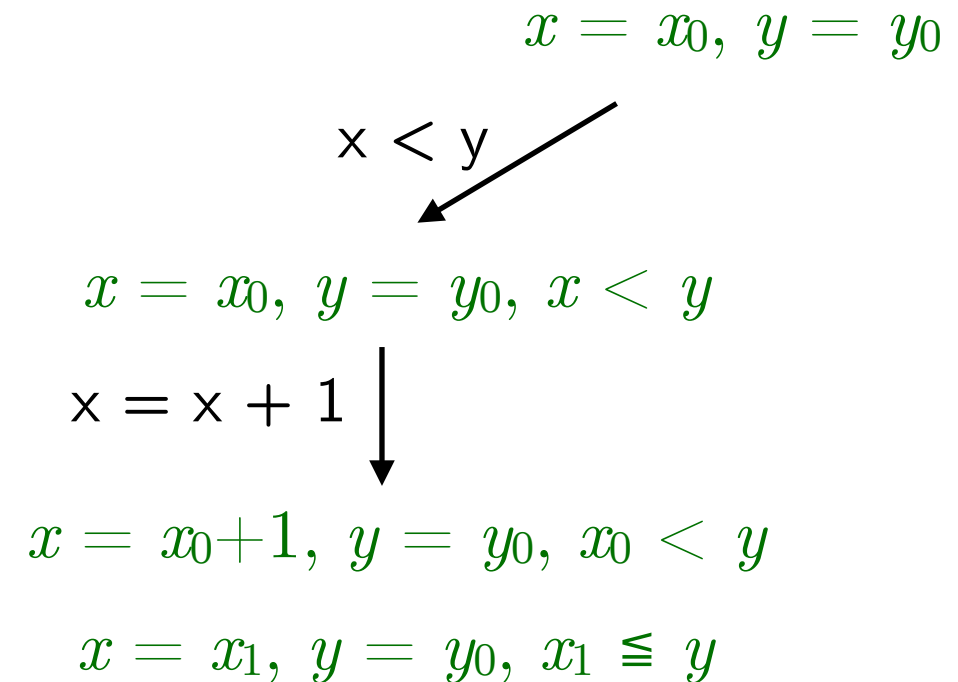 x = x₀, y = y₀
x < y
x = x₀, y = y₀, x < y
x = x + 1
x = x₀+1, y = y₀, x₀ < y
x = x₁, y = y₀, x₁ ≦ y